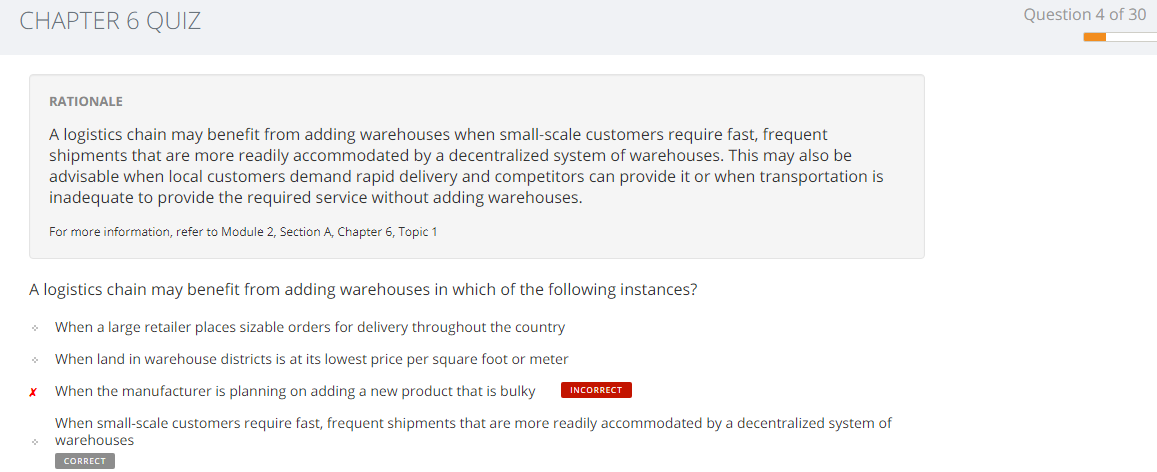 CHAPTER 6 QUIZ
Question 4 of 30
RATIONALE
A logistics chain may benefit from adding warehouses when small-scale customers require fast, frequent
shipments that are more readily accommodated by a decentralized system of warehouses. This may also be
advisable when local customers demand rapid delivery and competitors can provide it or when transportation is
inadequate to provide the required service without adding warehouses.
For more information, refer to Module 2, Section A, Chapter 6, Topic 1
A logistics chain may benefit from adding warehouses in which of the following instances?
When a large retailer places sizable orders for delivery throughout the country
When land in warehouse districts is at its lowest price per square foot or meter
✗ When the manufacturer is planning on adding a new product that is bulky INCORRECT
When small-scale customers require fast, frequent shipments that are more readily accommodated by a decentralized system of
warehouses
CORRECT